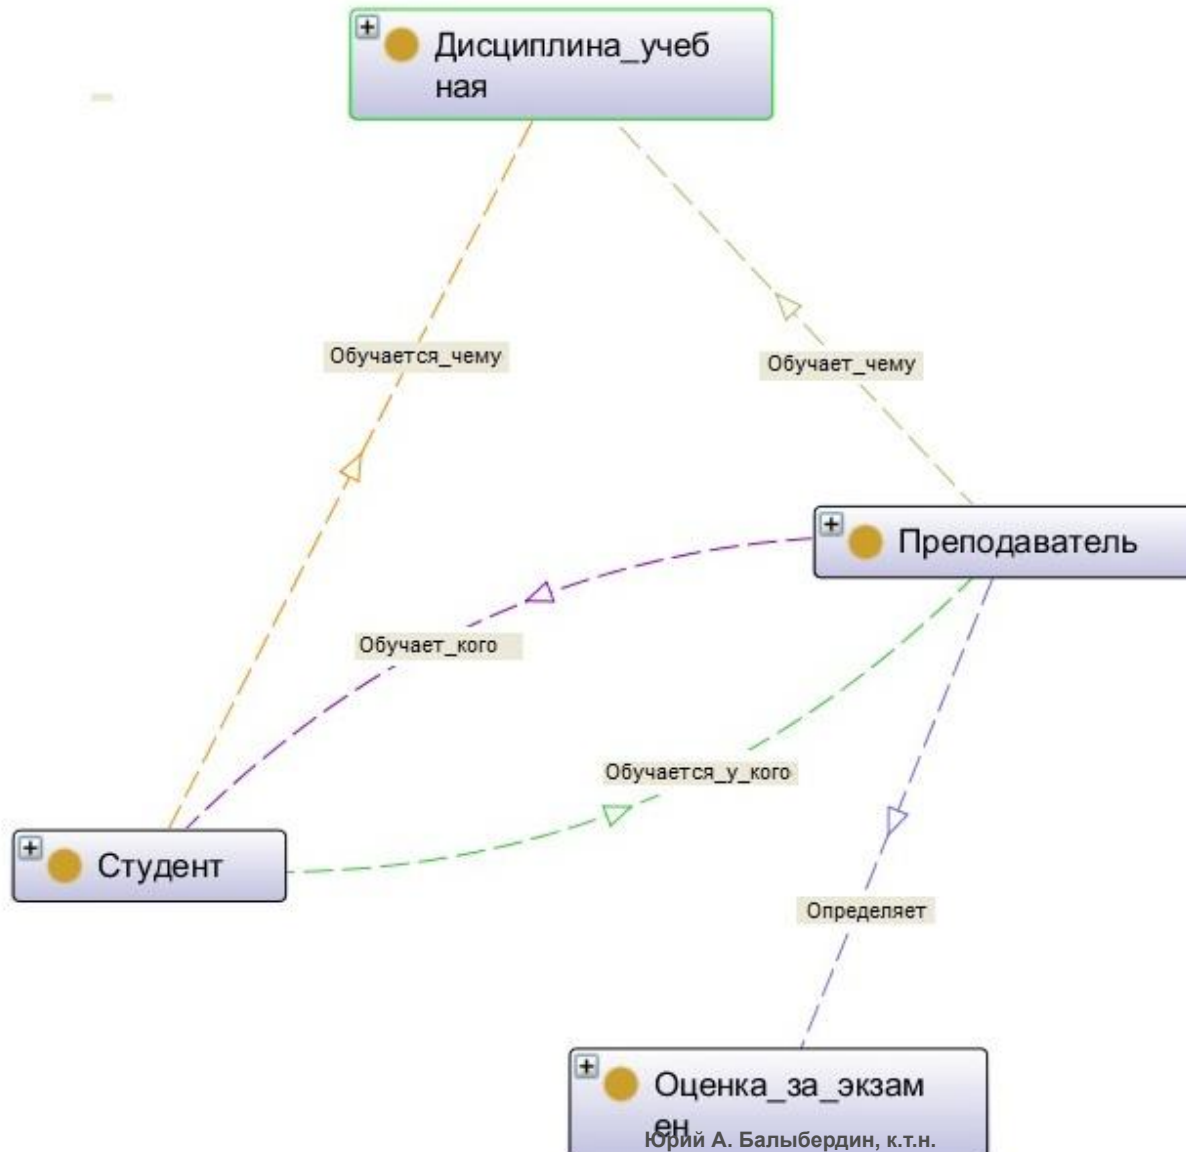 Дисциплина_учеб
ная
Обучается_чему
Обучает_чему
Преподаватель
Обучает_кого
Обучается_у_кого
Студент
Определяет
Оценка_за_экзам
ен
Юрий А. Балыбердин, к.т.н.